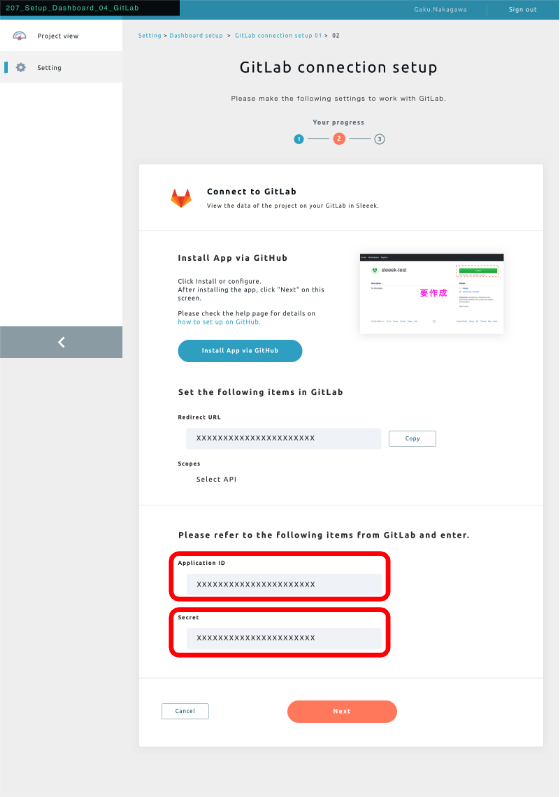 207_Setup_Dashboard_04_GitLab
Gaku.Nakagawa
Sign out
Project view
Setting
Setting > Dashboard setup > GitLab connection setup 01 > 02
GitLab connection setup
Please make the following settings to work with GitLab.
Your progress
1
2
3
Connect to GitLab
View the data of the project on your GitLab in Sleeek.
Install App via GitHub
Click Install or configure.
After installing the app, click "Next" on this
screen.
Please check the help page for details on
how to set up on GitHub.
sleeek-test
要作成
Install App via GitHub
Set the following items in GitLab
Redirect URL
XXXXXXXXXXXXXXXXXXXXXX
Copy
Scopes
Select API
Please refer to the following items from GitLab and enter.
Application ID
XXXXXXXXXXXXXXXXXXXXXX
Secret
XXXXXXXXXXXXXXXXXXXXXX
Cancel
Next